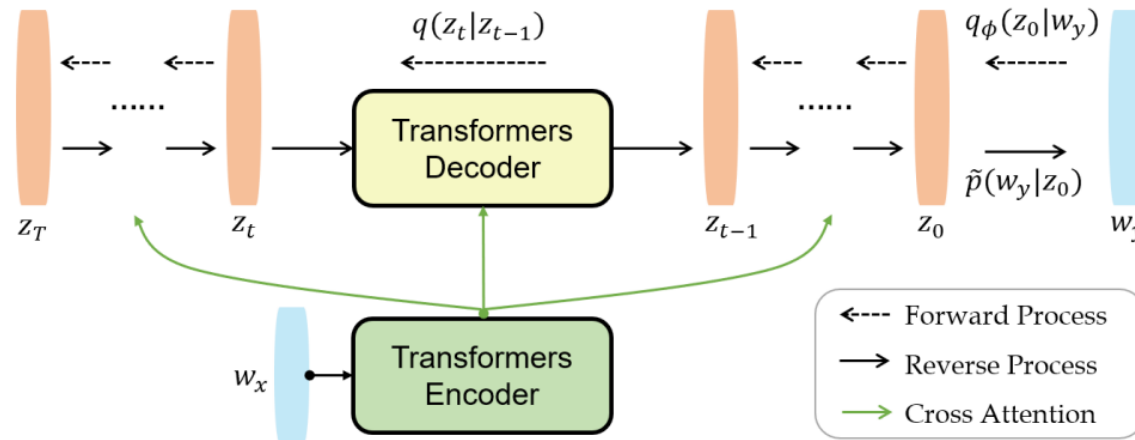 q(z_t|z_{t-1})
q_ϕ(z_0|w_y)
......
Transformers
Decoder
......
p̃(w_y|z_0)
z_T
z_t
z_{t-1}
z_0
w_y
w_x
Transformers
Encoder
Forward Process
Reverse Process
Cross Attention